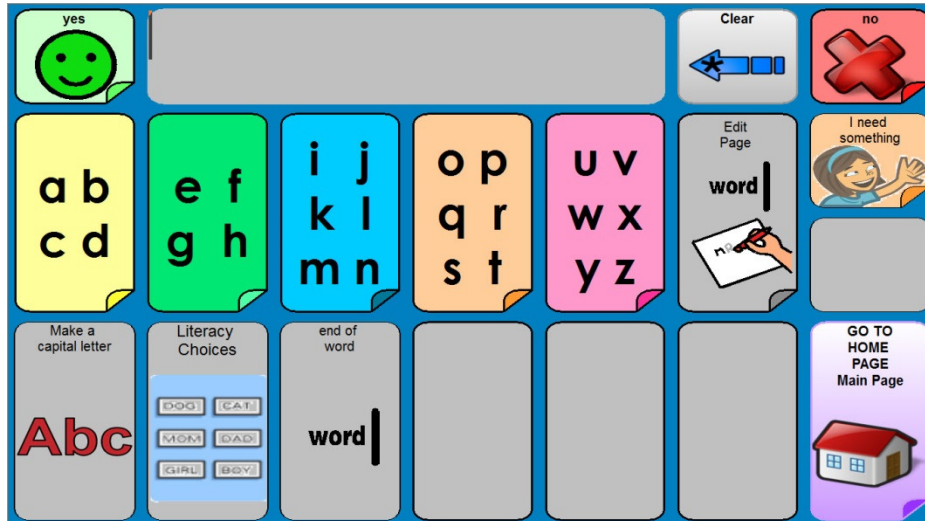 yes
Clear
no
a b
c d
e f
g h
i j
k l
m n
o p
q r
s t
u v
w x
y z
Edit
Page
word
I need
something
Make a
capital letter
Abc
Literacy
Choices
DOG CAT
MOM DAD
GIRL BOY
end of
word
word
GO TO
HOME
PAGE
Main Page